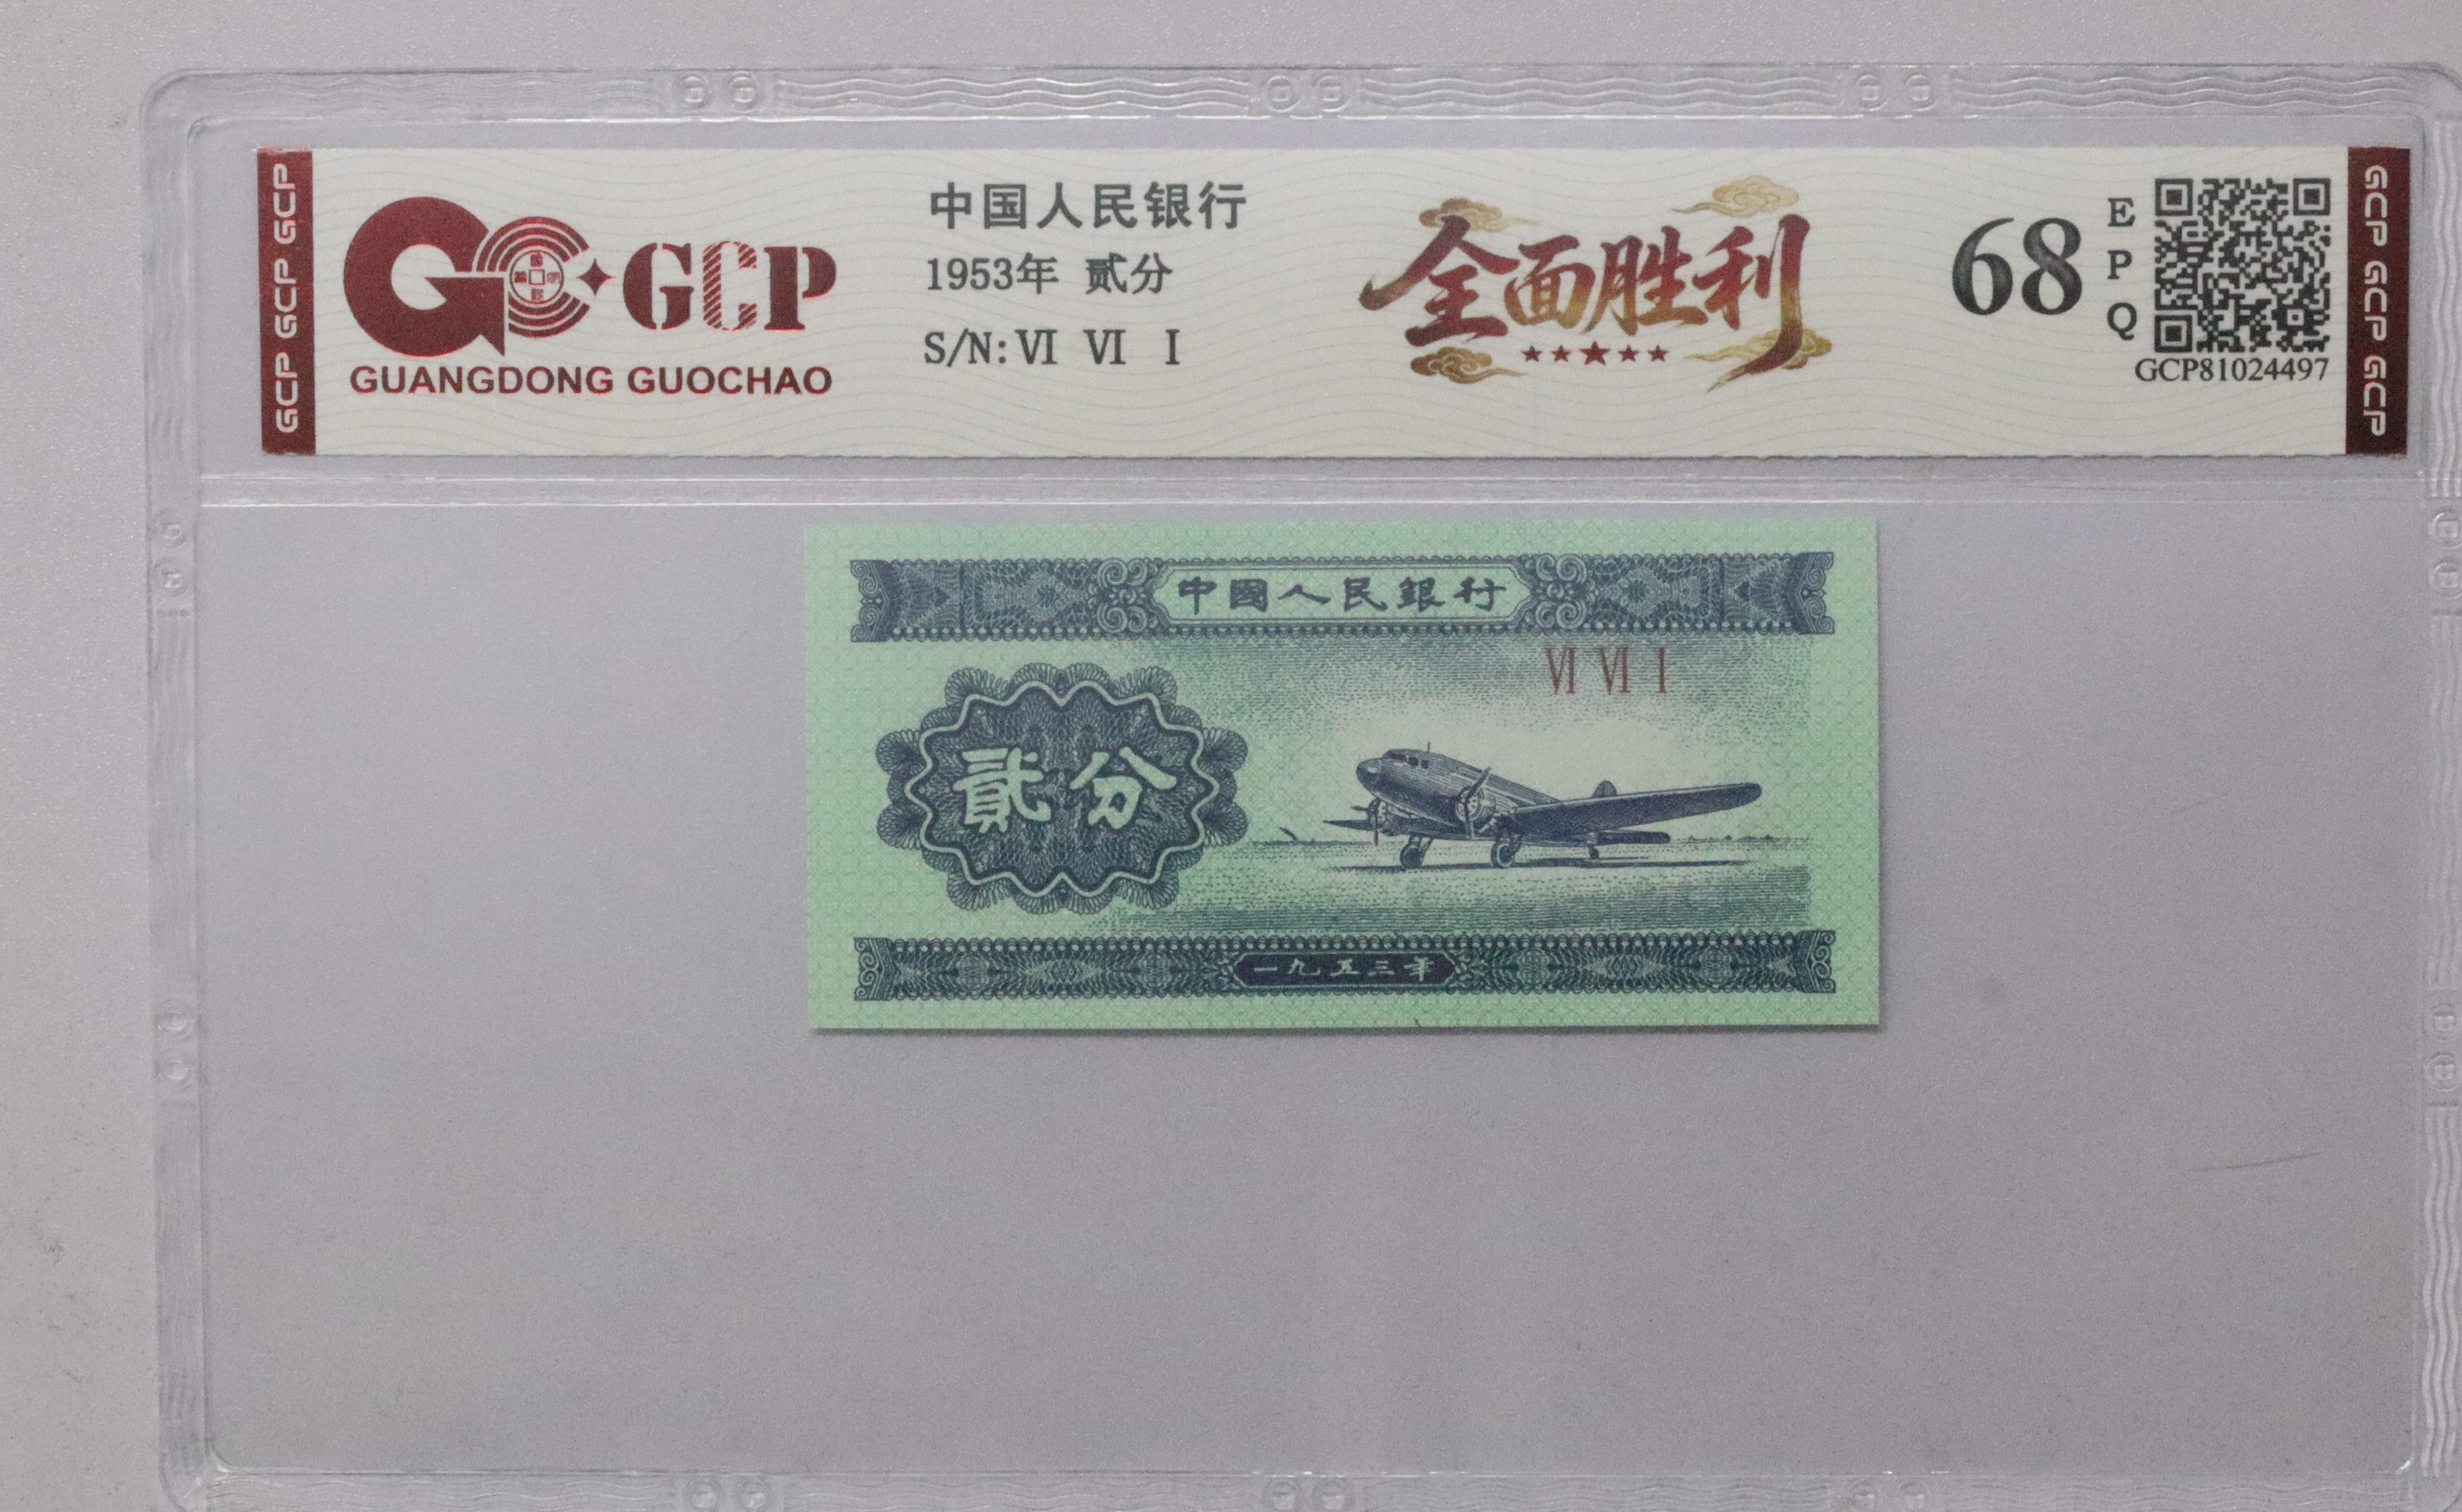 GCP GCP GCP
GCP
GUANGDONG GUOCHAO
中国人民银行
1953年 贰分
S/N: Ⅵ Ⅵ Ⅰ
全面胜利
★★★★★
68
E
P
Q
GCP81024497
GCP GCP GCP
中國人民銀行
Ⅵ Ⅵ Ⅰ
貳分
一九五三年